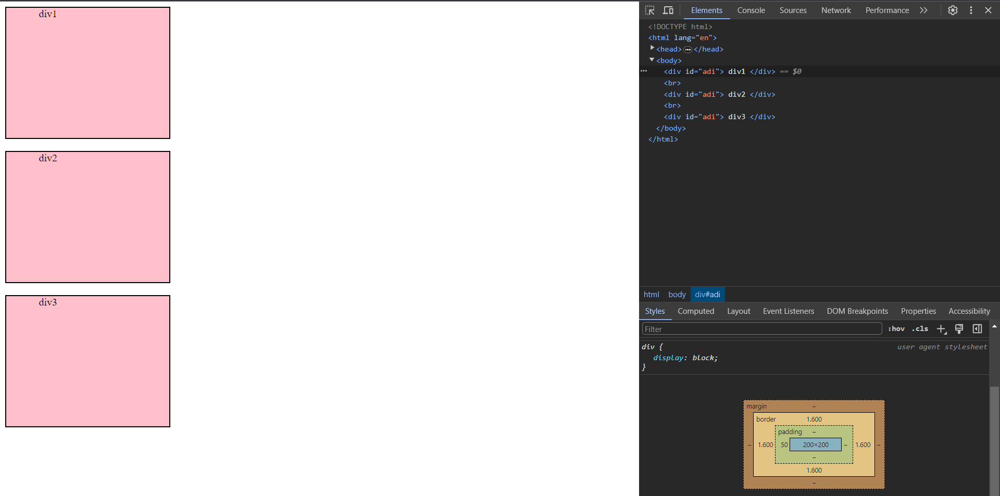 div1
div2
div3
Elements Console Sources Network Performance
<!DOCTYPE html>
<html lang="en">
<head> ••• </head>
<body>
••• <div id="adi"> div1 </div> == $0
<br>
<div id="adi"> div2 </div>
<br>
<div id="adi"> div3 </div>
</body>
</html>
html body div#adi
Styles Computed Layout Event Listeners DOM Breakpoints Properties Accessibility
Filter :hov .cls
div { user agent stylesheet
display: block;
}
margin –
border 1.600
padding –
– 1.600 50 200×200 – 1.600 –
–
1.600
–